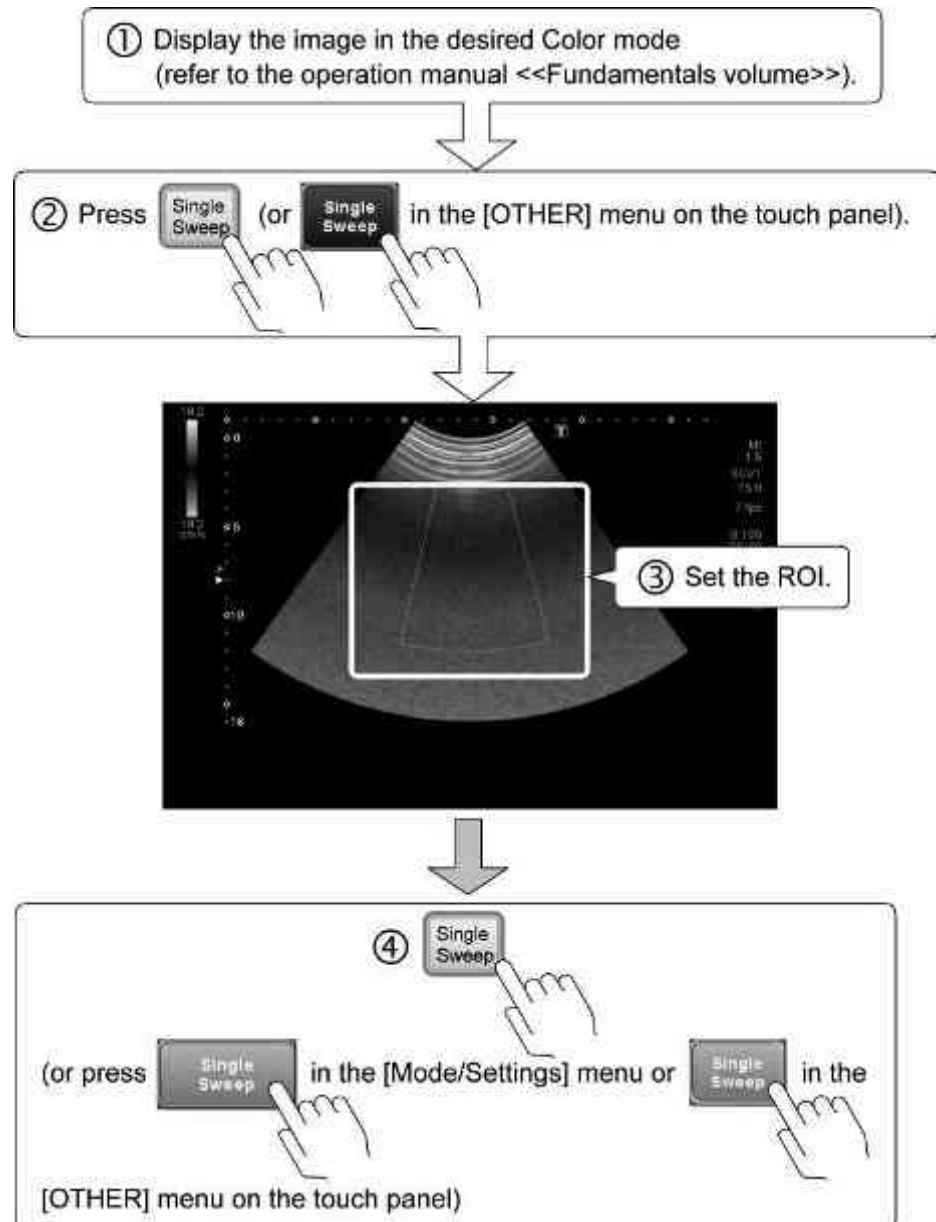 ① Display the image in the desired Color mode
(refer to the operation manual <<Fundamentals volume>>).
② Press Single Sweep (or Single Sweep in the [OTHER] menu on the touch panel).
③ Set the ROI.
④ Single Sweep
(or press Single Sweep in the [Mode/Settings] menu or Single Sweep in the
[OTHER] menu on the touch panel)